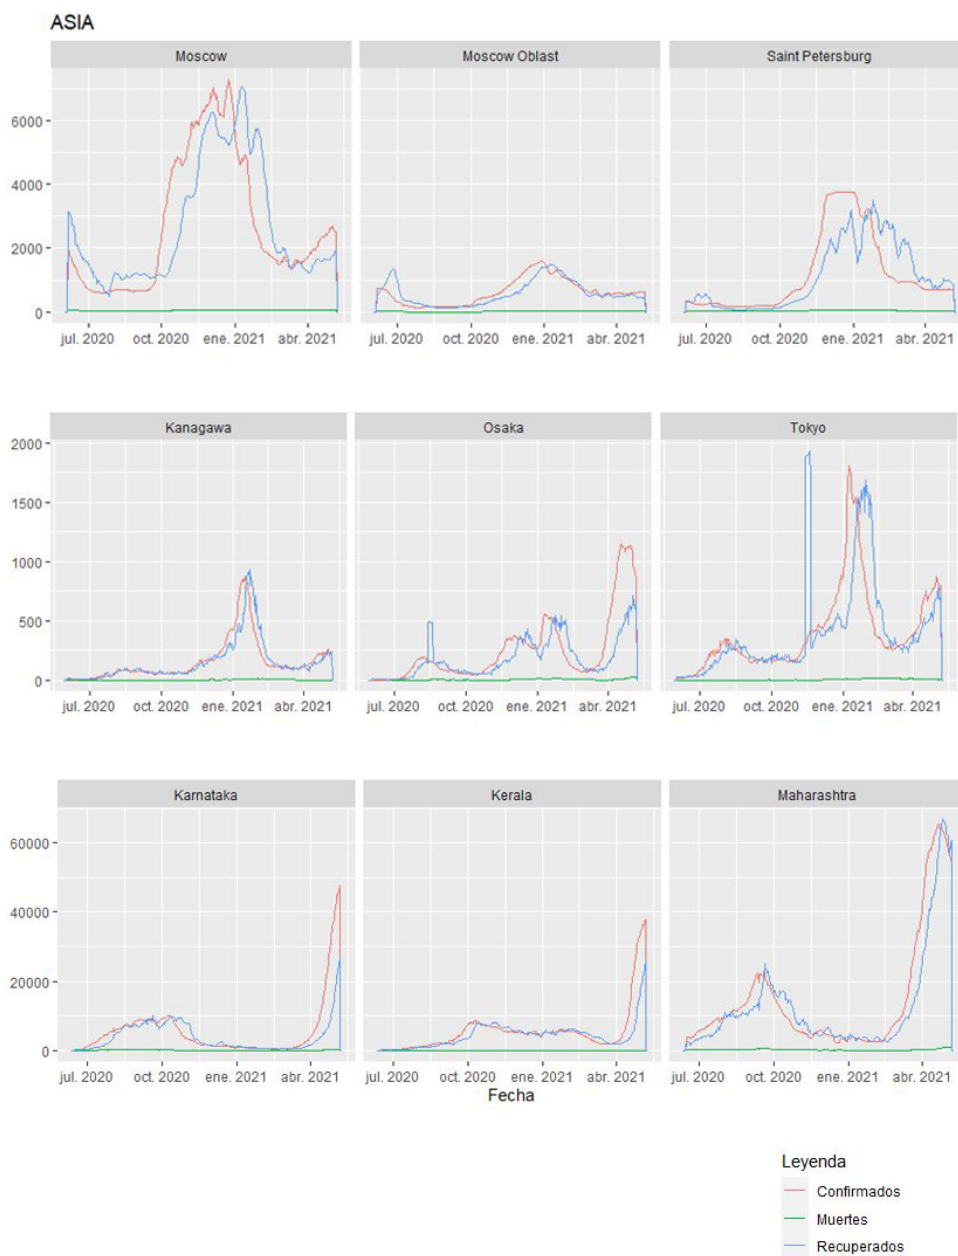 ASIA
Moscow Moscow Oblast Saint Petersburg
6000
4000
2000
0
jul. 2020 oct. 2020 ene. 2021 abr. 2021 jul. 2020 oct. 2020 ene. 2021 abr. 2021 jul. 2020 oct. 2020 ene. 2021 abr. 2021
Kanagawa Osaka Tokyo
2000
1500
1000
500
0
jul. 2020 oct. 2020 ene. 2021 abr. 2021 jul. 2020 oct. 2020 ene. 2021 abr. 2021 jul. 2020 oct. 2020 ene. 2021 abr. 2021
Karnataka Kerala Maharashtra
60000
40000
20000
0
jul. 2020 oct. 2020 ene. 2021 abr. 2021 jul. 2020 oct. 2020 ene. 2021 abr. 2021 jul. 2020 oct. 2020 ene. 2021 abr. 2021
Fecha
Leyenda
Confirmados
Muertes
Recuperados